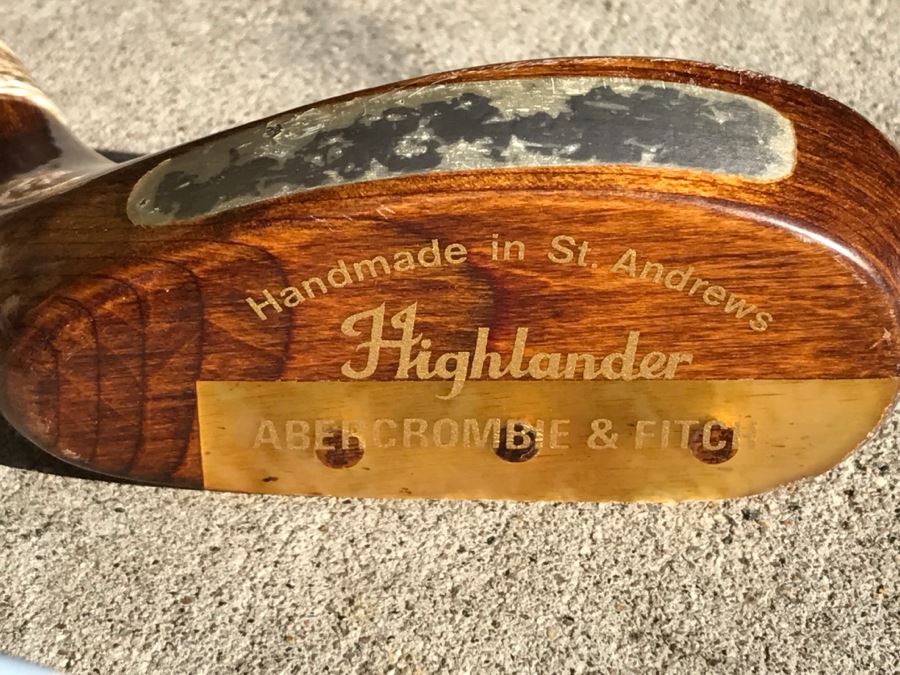 Handmade in St. Andrews
Highlander
ABERCROMBIE & FITCH